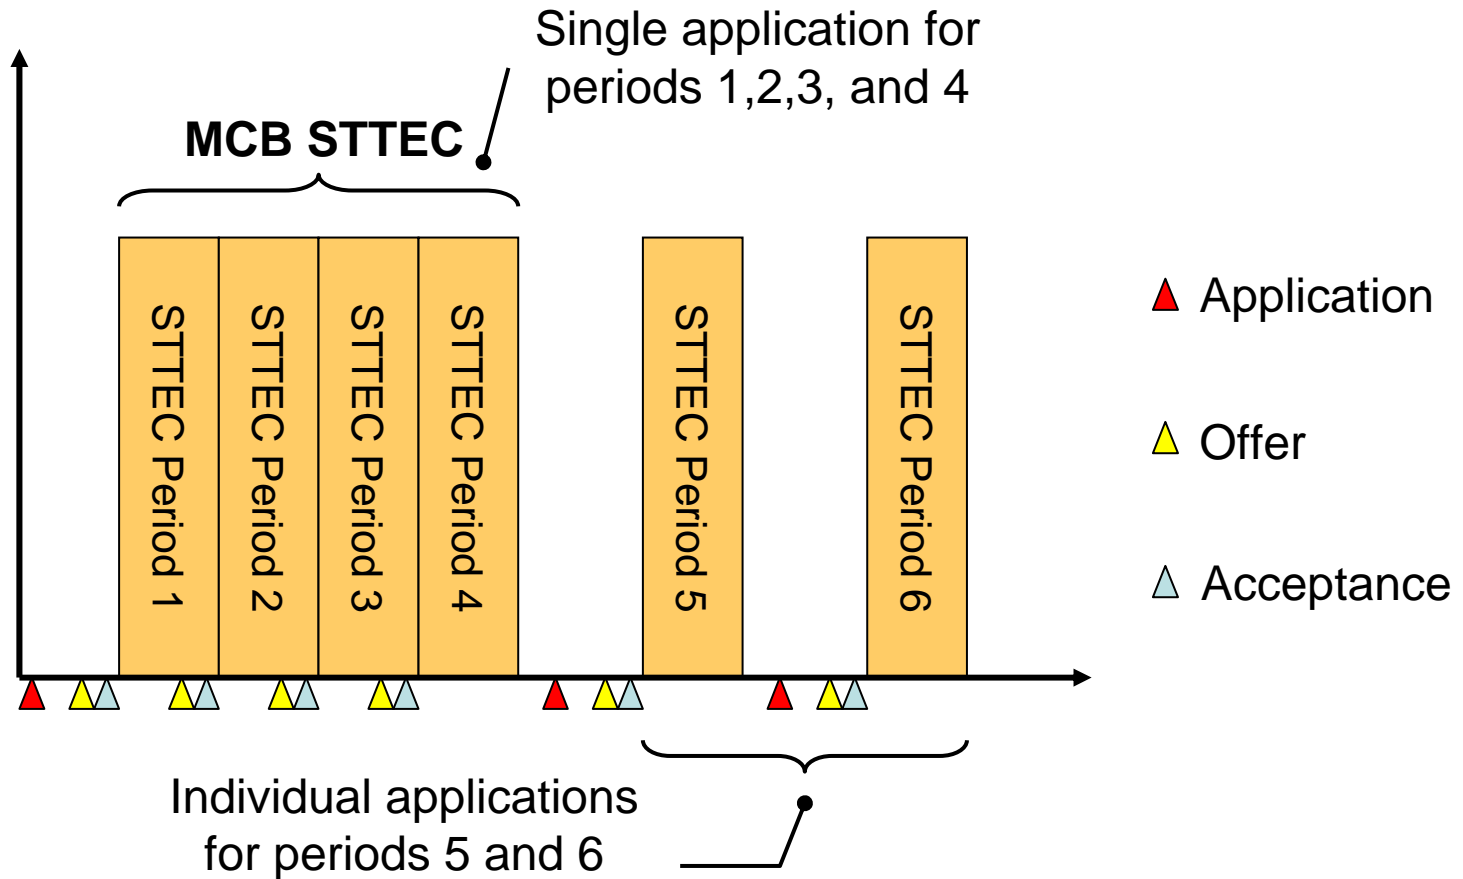 Single application for
periods 1,2,3, and 4
MCB STTEC
STTEC Period 1
STTEC Period 2
STTEC Period 3
STTEC Period 4
STTEC Period 5
STTEC Period 6
Application
Offer
Acceptance
Individual applications
for periods 5 and 6